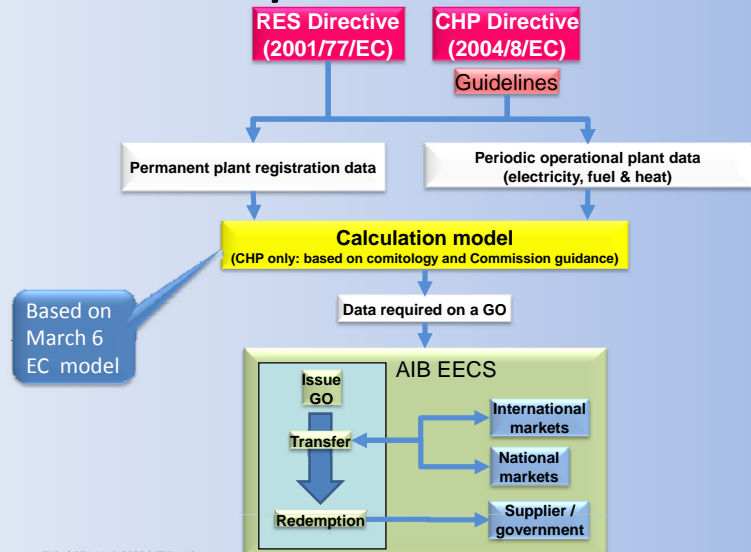 RES Directive
(2001/77/EC)
CHP Directive
(2004/8/EC)
Guidelines
Permanent plant registration data
Periodic operational plant data
(electricity, fuel & heat)
Calculation model
(CHP only: based on comitology and Commission guidance)
Based on
March 6
EC model
Data required on a GO
AIB EECS
Issue
GO
Transfer
International
markets
National
markets
Redemption
Supplier /
government